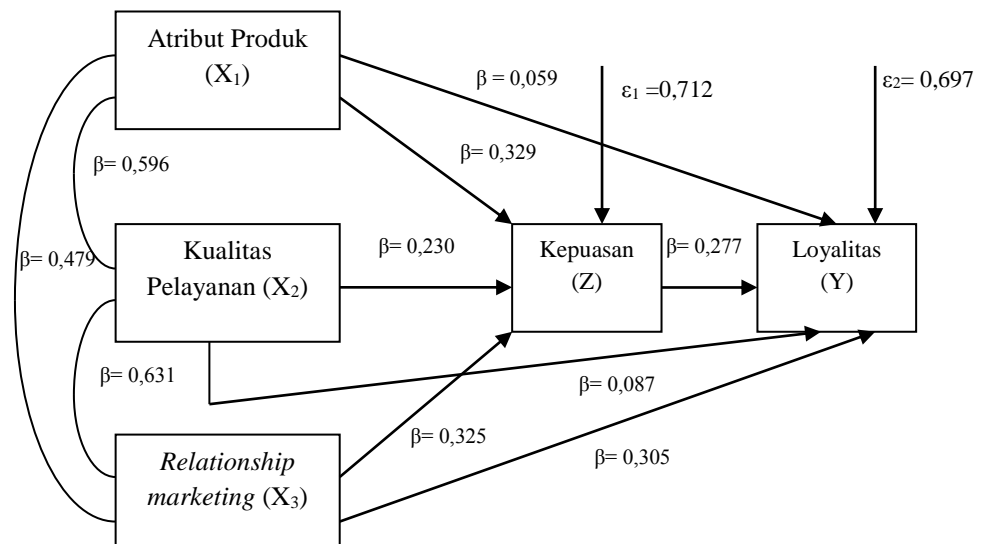 Atribut Produk
(X₁)
β = 0,059
ε₁ =0,712
ε₂= 0,697
β= 0,329
β= 0,596
Kualitas
Pelayanan (X₂)
β= 0,230
Kepuasan
(Z)
β= 0,277
Loyalitas
(Y)
β= 0,479
β= 0,631
β= 0,087
β= 0,325
β= 0,305
Relationship
marketing (X₃)